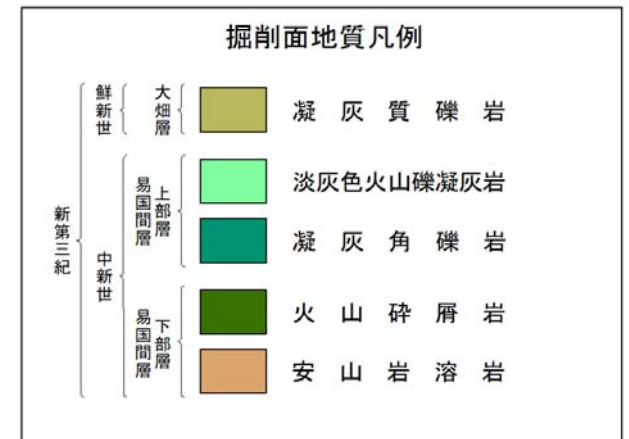 掘削面地質凡例
新第三紀
鮮新世
大畑層
凝灰質礫岩
中新世
易国間層
上部層
淡灰色火山礫凝灰岩
凝灰角礫岩
易国間層
下部層
火山砕屑岩
安山岩溶岩